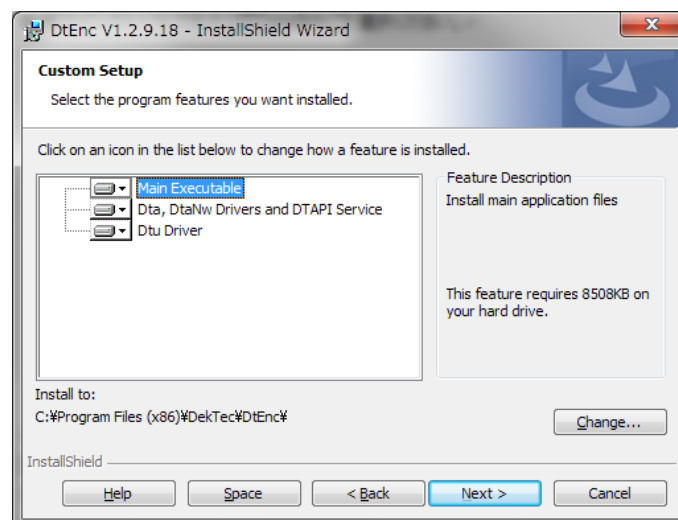 DtEnc V1.2.9.18 - InstallShield Wizard
Custom Setup
Select the program features you want installed.
Click on an icon in the list below to change how a feature is installed.
Main Executable
Dta, DtaNw Drivers and DTAPI Service
Dtu Driver
Feature Description
Install main application files
This feature requires 8508KB on
your hard drive.
Install to:
C:¥Program Files (x86)¥DekTec¥DtEnc¥
Change...
InstallShield
Help
Space
< Back
Next >
Cancel